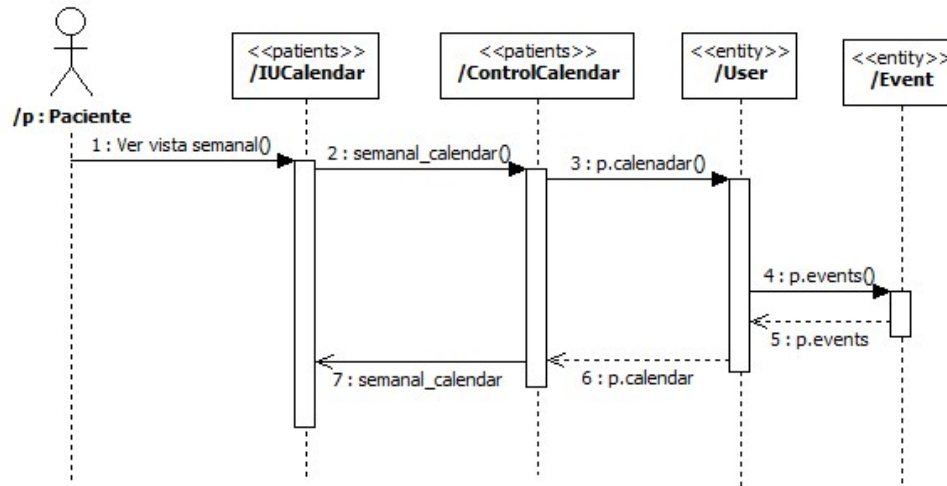 <<patients>>
/IUCalendar
<<patients>>
/ControlCalendar
<<entity>>
/User
<<entity>>
/Event
/p : Paciente
1 : Ver vista semanal()
2 : semanal_calendar()
3 : p.calenadar()
4 : p.events()
5 : p.events
6 : p.calendar
7 : semanal_calendar